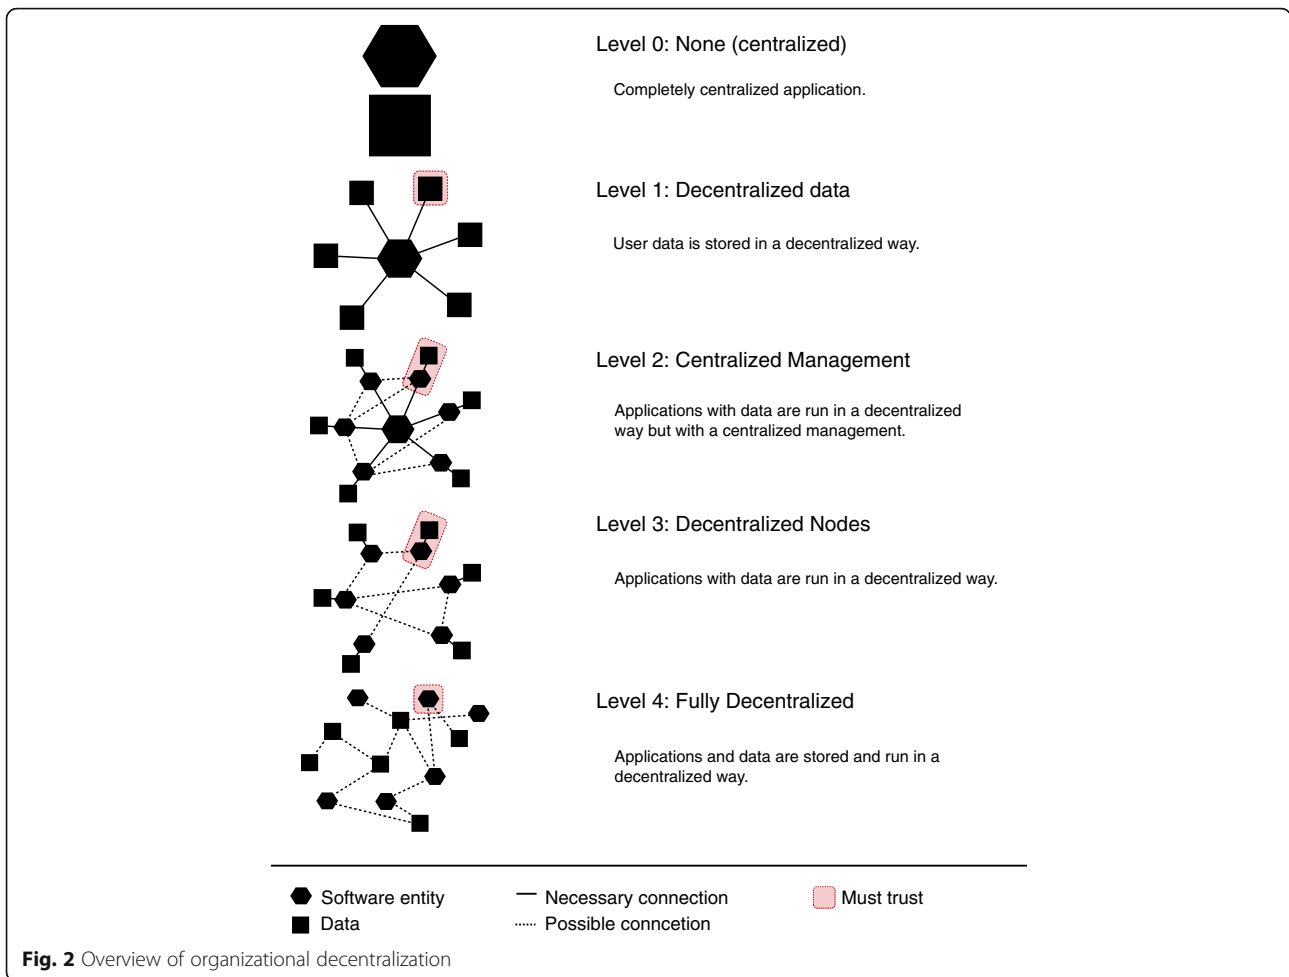 Level 0: None (centralized)
Completely centralized application.
Level 1: Decentralized data
User data is stored in a decentralized way.
Level 2: Centralized Management
Applications with data are run in a decentralized
way but with a centralized management.
Level 3: Decentralized Nodes
Applications with data are run in a decentralized way.
Level 4: Fully Decentralized
Applications and data are stored and run in a
decentralized way.
Software entity
Necessary connection
Must trust
Data
Possible conncetion
Fig. 2 Overview of organizational decentralization